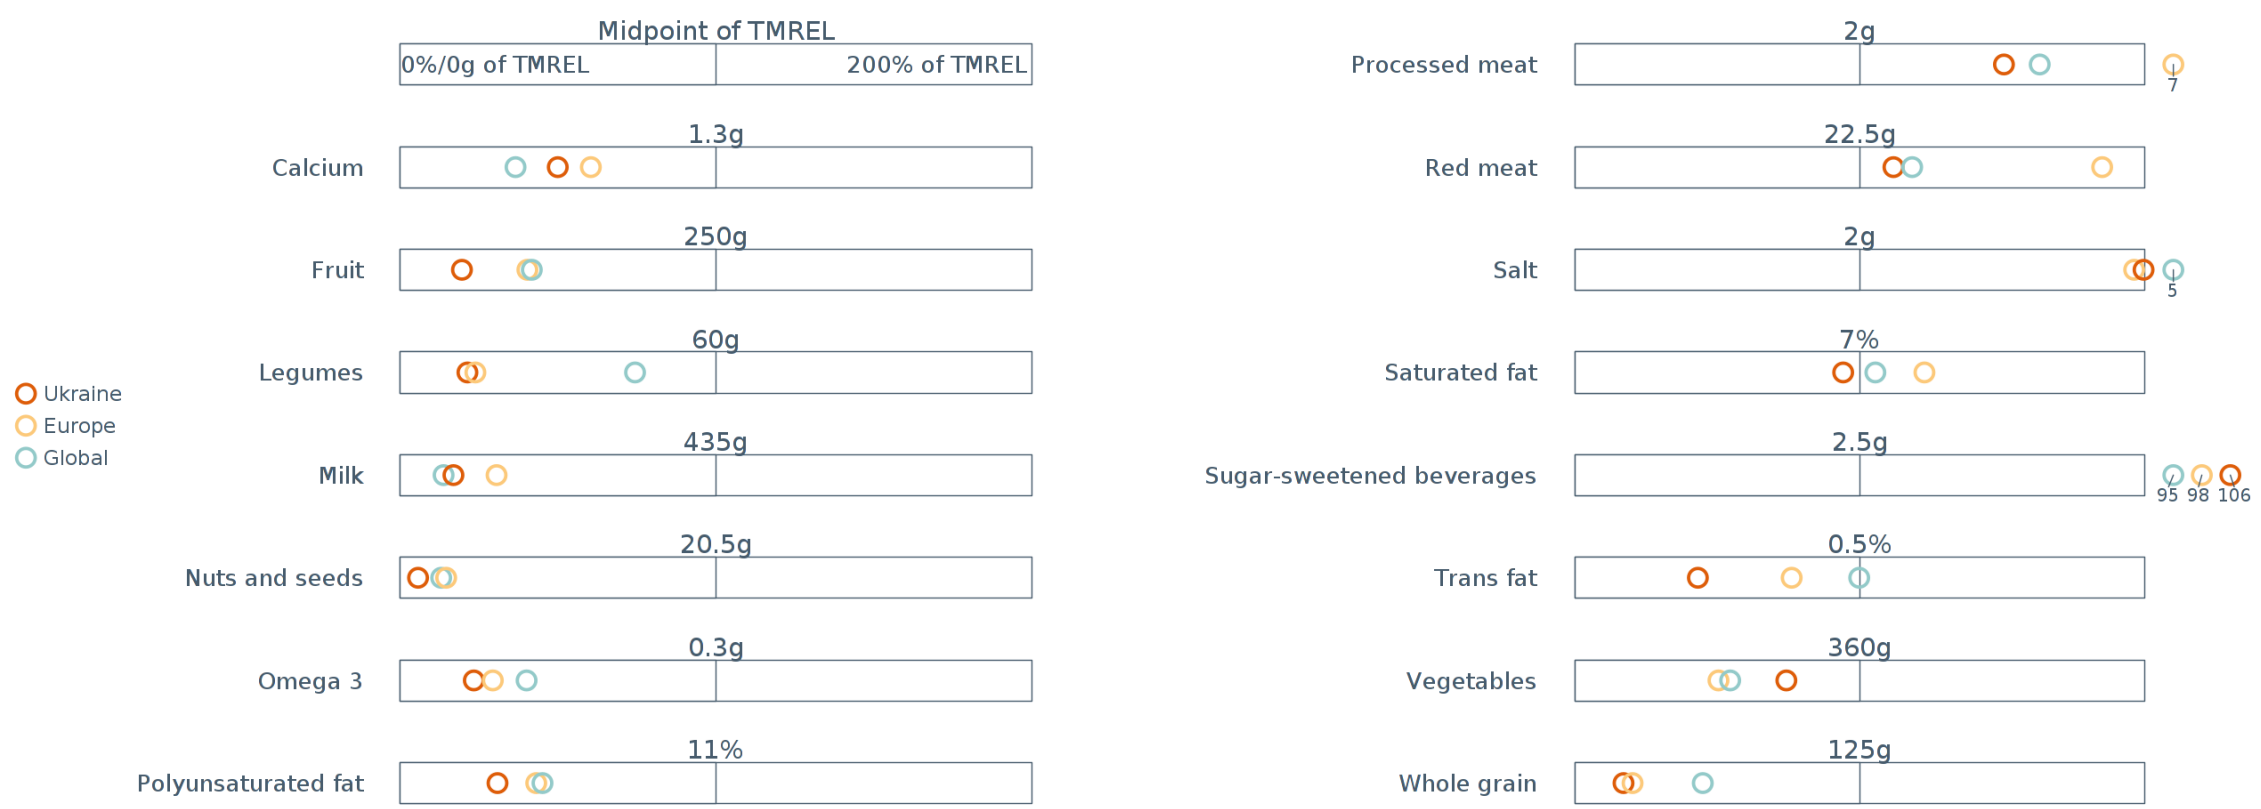 Midpoint of TMREL
0%/0g of TMREL
200% of TMREL
1.3g
Calcium
250g
Fruit
60g
Legumes
435g
Milk
20.5g
Nuts and seeds
0.3g
Omega 3
11%
Polyunsaturated fat
Ukraine
Europe
Global
2g
Processed meat
7
22.5g
Red meat
2g
Salt
5
7%
Saturated fat
2.5g
Sugar-sweetened beverages
95 98 106
0.5%
Trans fat
360g
Vegetables
125g
Whole grain